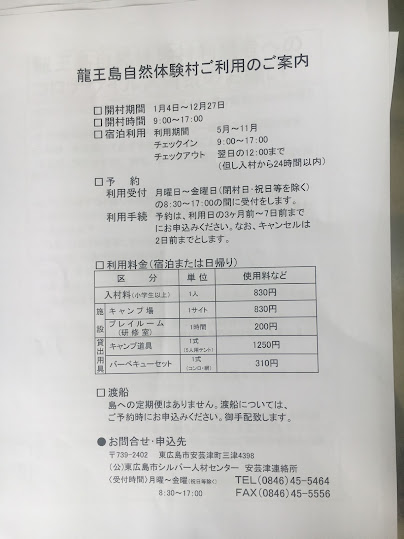 龍王島自然体験村ご利用のご案内
□開村期間 1月4日～12月27日
□開村時間 9:00～17:00
□宿泊利用 利用期間 5月～11月
チェックイン 9:00～17:00
チェックアウト 翌日の12:00まで
(但し入村から24時間以内)
□予 約
利用受付 月曜日～金曜日(閉村日・祝日等を除く)
の8:30～17:00の間に受付をします。
利用手続 予約は、利用日の3ヶ月前～7日前まで
にお申込みください。なお、キャンセルは
2日前までとします。
□利用料金(宿泊または日帰り)
区 分 単 位 使用料など
入村料(小学生以上) 1人 830円
施設 キャンプ場 1サイト 830円
プレイルーム(研修室) 1時間 200円
貸出用具 キャンプ道具 1式(5人用テント) 1250円
バーベキューセット 1式(コンロ・網) 310円
□渡船
島への定期便はありません。渡船については、
ご予約時にお申込みください。御手配致します。
●お問合せ・申込先
〒739-2402 東広島市安芸津町三津4398
(公)東広島市シルバー人材センター 安芸津連絡所
〈受付時間〉月曜～金曜(祝日等除く) TEL(0846)45-5464
8:30～17:00 FAX(0846)45-5556